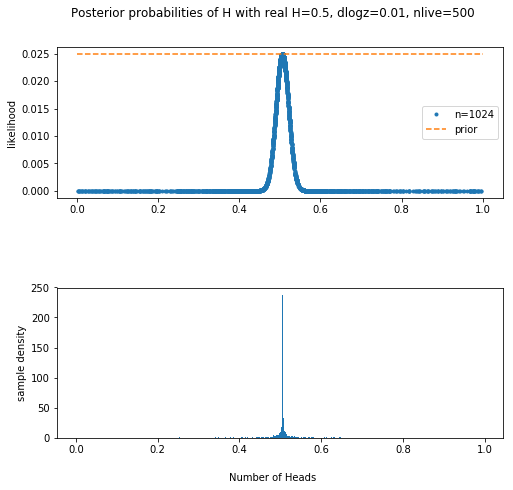 Posterior probabilities of H with real H=0.5, dlogz=0.01, nlive=500
0.025
0.020
0.015
0.010
0.005
0.000
likelihood
n=1024
prior
0.0 0.2 0.4 0.6 0.8 1.0
250
200
150
100
50
0
sample density
0.0 0.2 0.4 0.6 0.8 1.0
Number of Heads